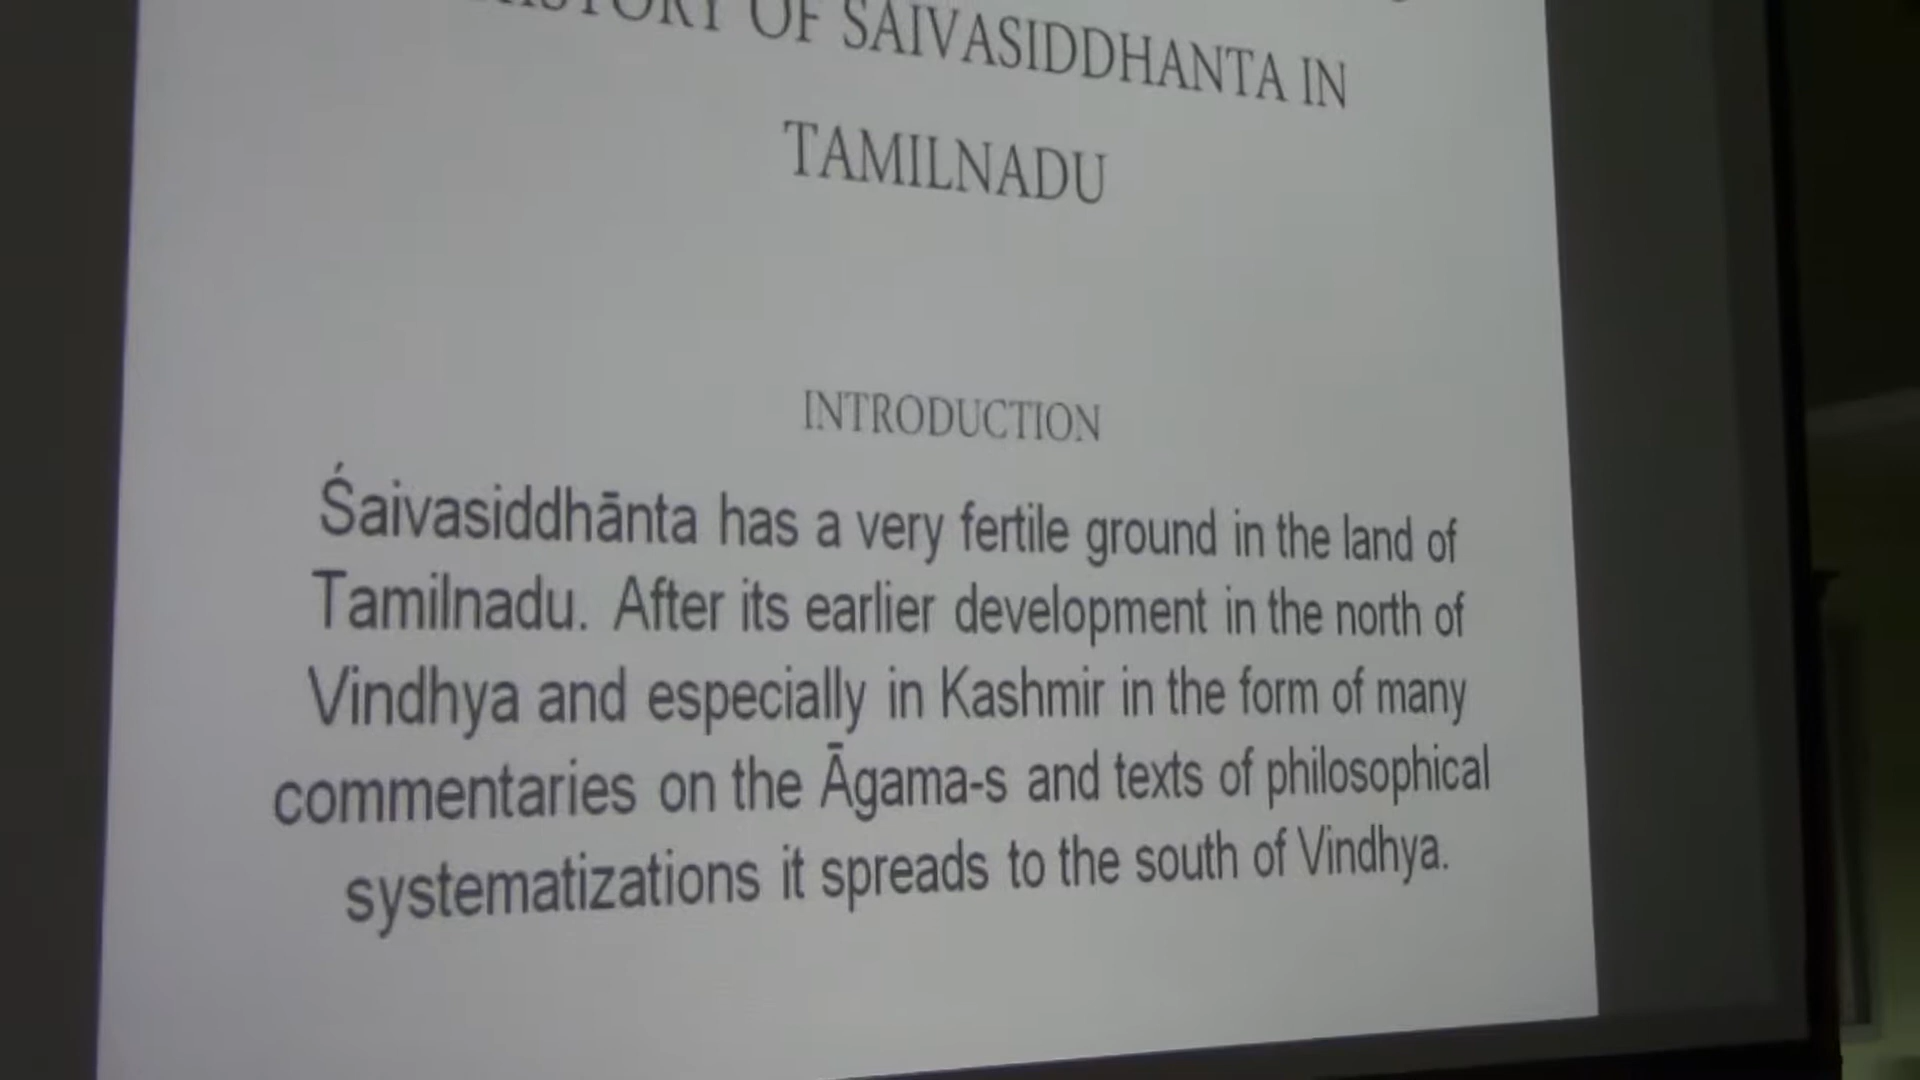 OF SAIVASIDDHANTA IN
TAMILNADU
INTRODUCTION
Śaivasiddhānta has a very fertile ground in the land of
Tamilnadu. After its earlier development in the north of
Vindhya and especially in Kashmir in the form of many
commentaries on the Āgama-s and texts of philosophical
systematizations it spreads to the south of Vindhya.